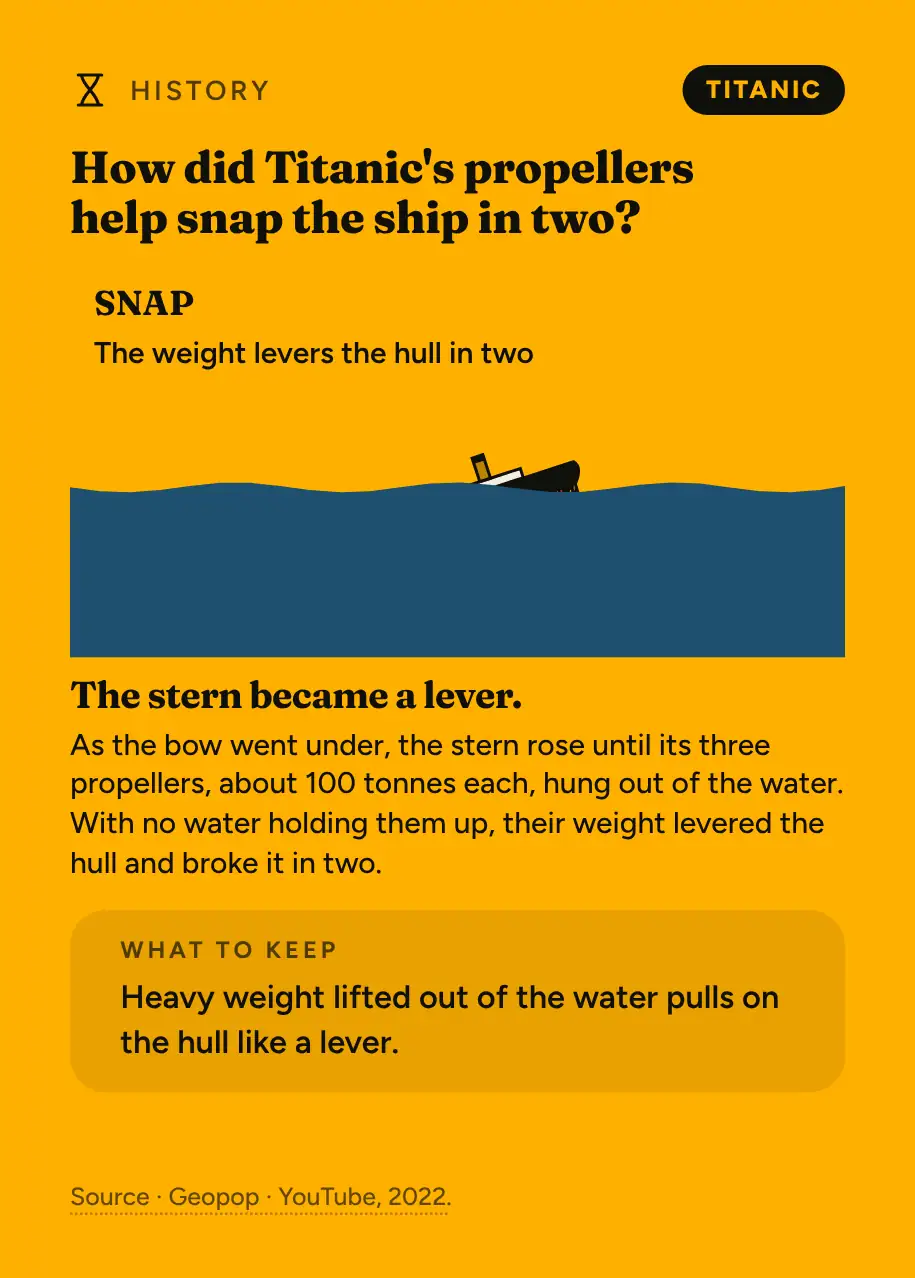 HISTORY
TITANIC
How did Titanic's propellers
help snap the ship in two?
SNAP
The weight levers the hull in two
The stern became a lever.
As the bow went under, the stern rose until its three
propellers, about 100 tonnes each, hung out of the water.
With no water holding them up, their weight levered the
hull and broke it in two.
WHAT TO KEEP
Heavy weight lifted out of the water pulls on
the hull like a lever.
Source · Geopop · YouTube, 2022.